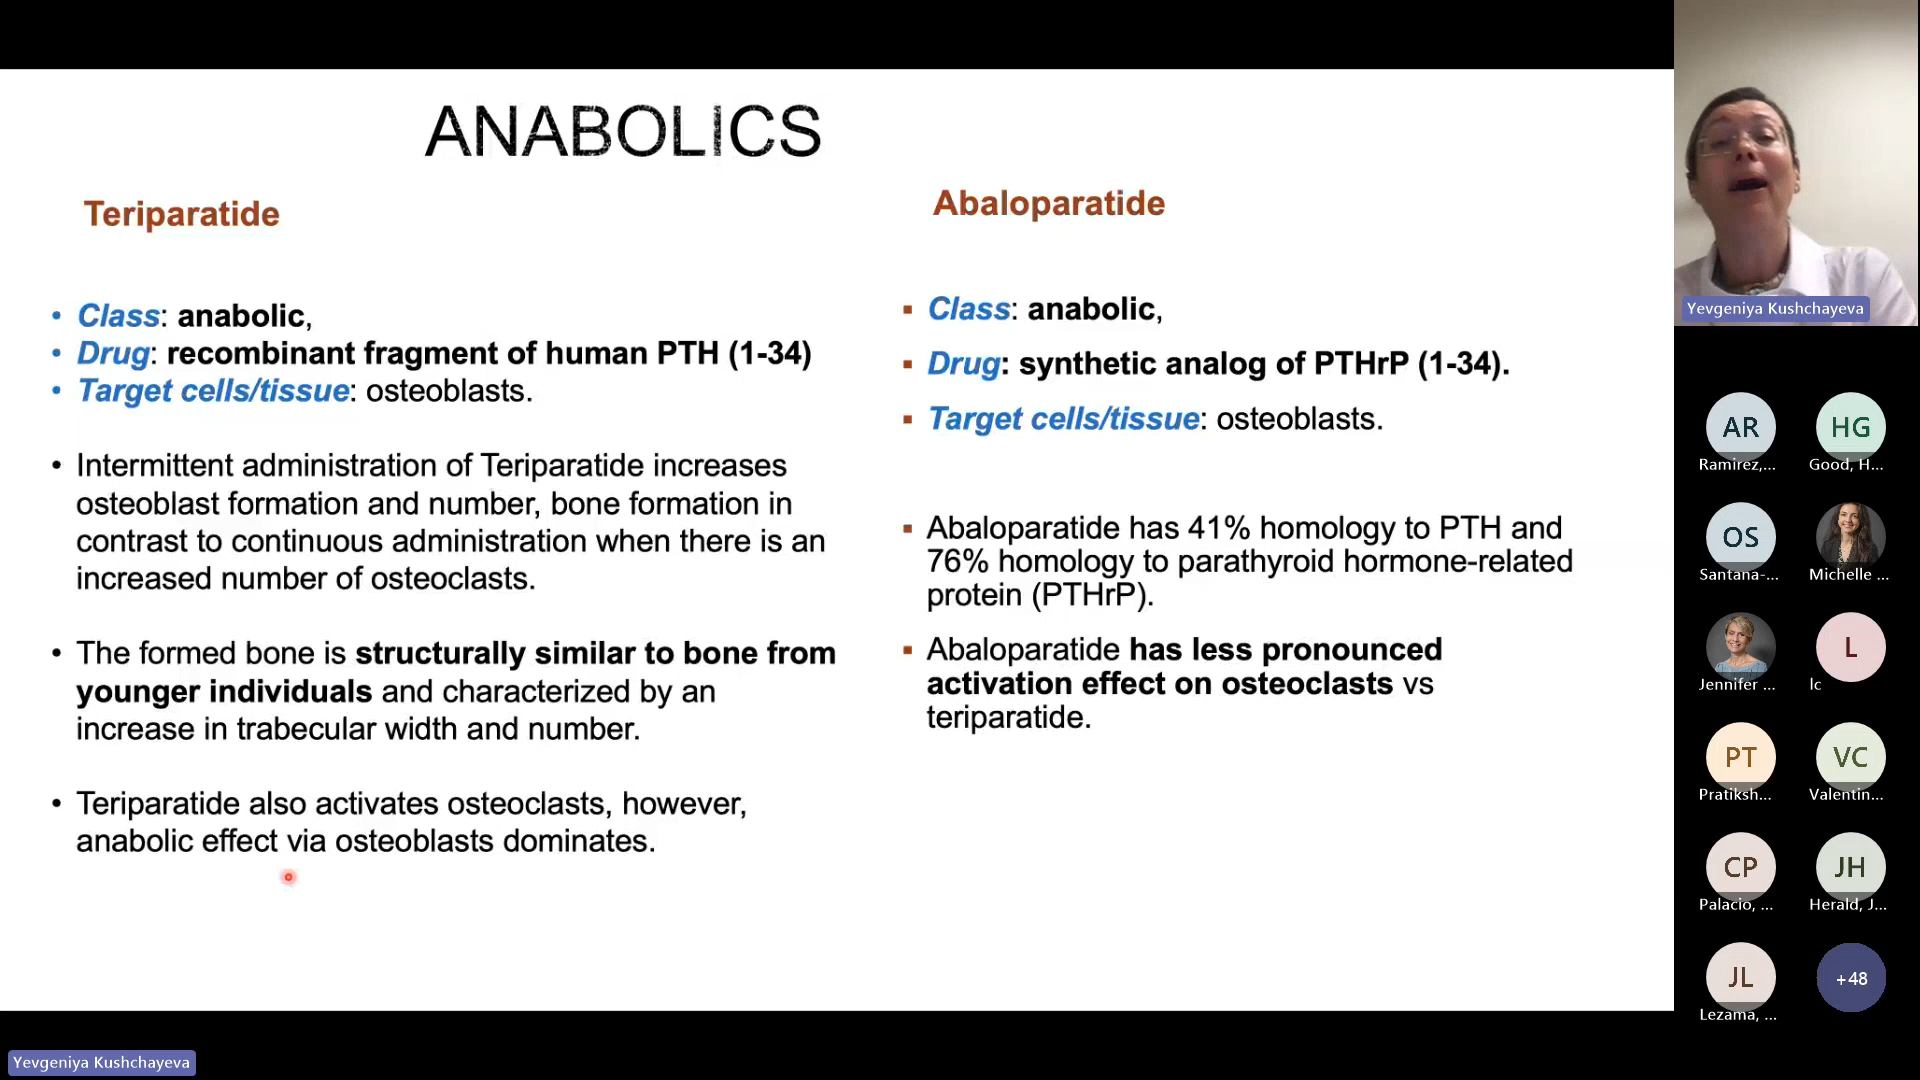 ANABOLICS
Teriparatide
• Class: anabolic,
• Drug: recombinant fragment of human PTH (1-34)
• Target cells/tissue: osteoblasts.
• Intermittent administration of Teriparatide increases
osteoblast formation and number, bone formation in
contrast to continuous administration when there is an
increased number of osteoclasts.
• The formed bone is structurally similar to bone from
younger individuals and characterized by an
increase in trabecular width and number.
• Teriparatide also activates osteoclasts, however,
anabolic effect via osteoblasts dominates.
Abaloparatide
▪ Class: anabolic,
▪ Drug: synthetic analog of PTHrP (1-34).
▪ Target cells/tissue: osteoblasts.
▪ Abaloparatide has 41% homology to PTH and
76% homology to parathyroid hormone-related
protein (PTHrP).
▪ Abaloparatide has less pronounced
activation effect on osteoclasts vs
teriparatide.
Yevgeniya Kushchayeva
AR
Ramirez,...
HG
Good, H...
OS
Santana-...
Michelle ...
Jennifer ...
L
lc
PT
Pratiksh...
VC
Valentin...
CP
Palacio, ...
JH
Herald, J...
JL
Lezama, ...
+48
Yevgeniya Kushchayeva